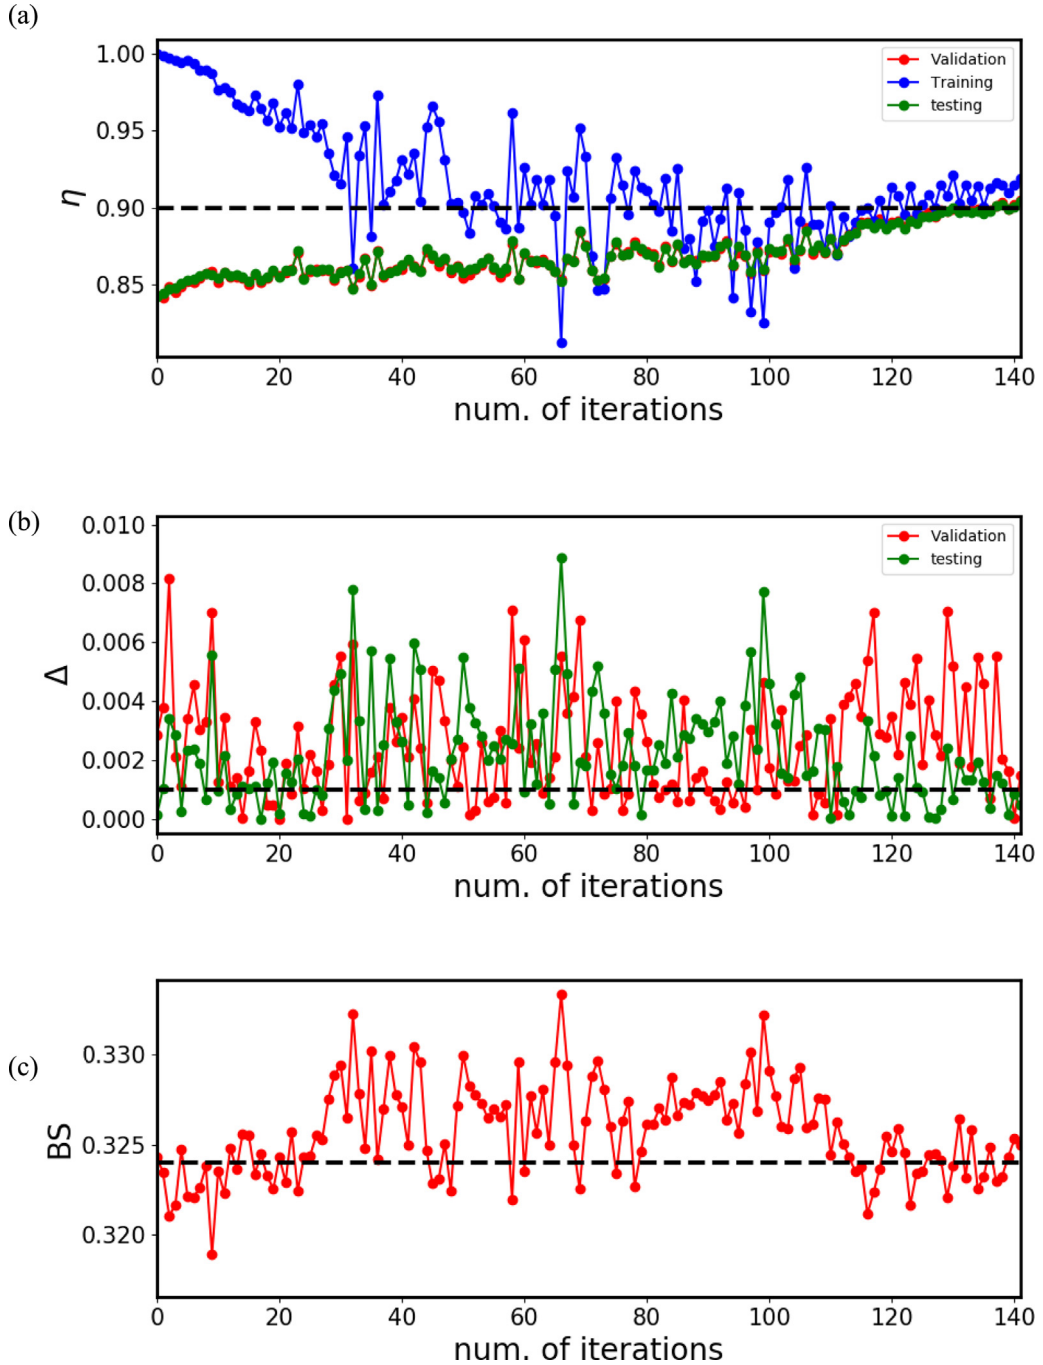 (a)
1.00
0.95
0.90
0.85
η
Validation
Training
testing
0 20 40 60 80 100 120 140
num. of iterations
(b)
0.010
0.008
0.006
0.004
0.002
0.000
Δ
Validation
testing
0 20 40 60 80 100 120 140
num. of iterations
(c)
0.330
0.325
0.320
BS
0 20 40 60 80 100 120 140
num. of iterations